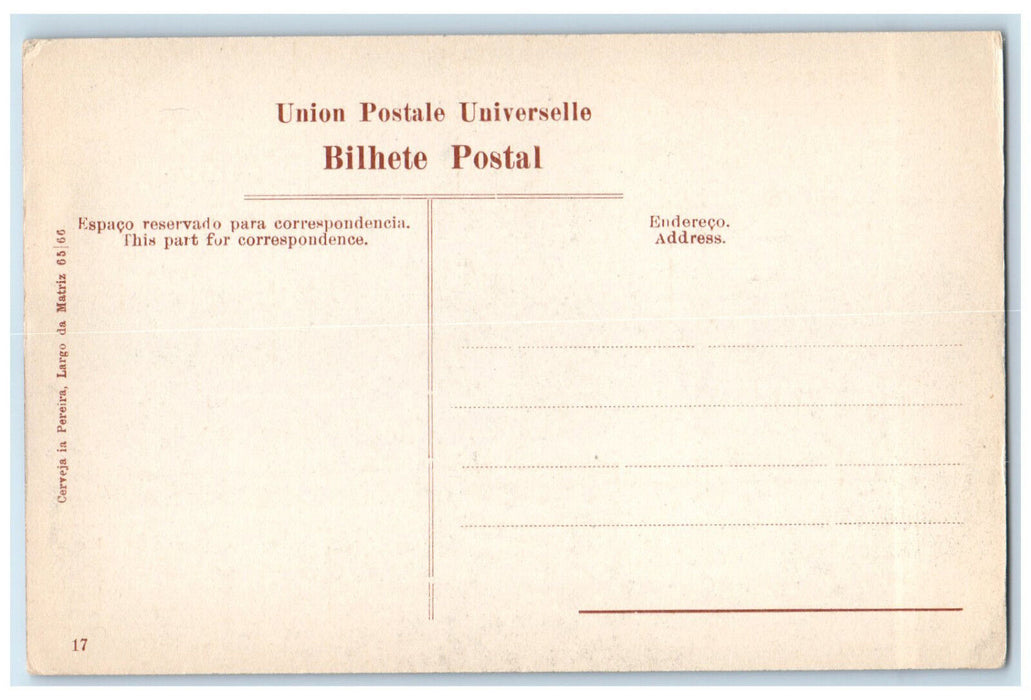 Union Postale Universelle
Bilhete Postal
Espaço reservado para correspondencia.
This part for correspondence.
Endereço.
Address.
Cerveja ia Pereira, Largo da Matriz 65|66
17